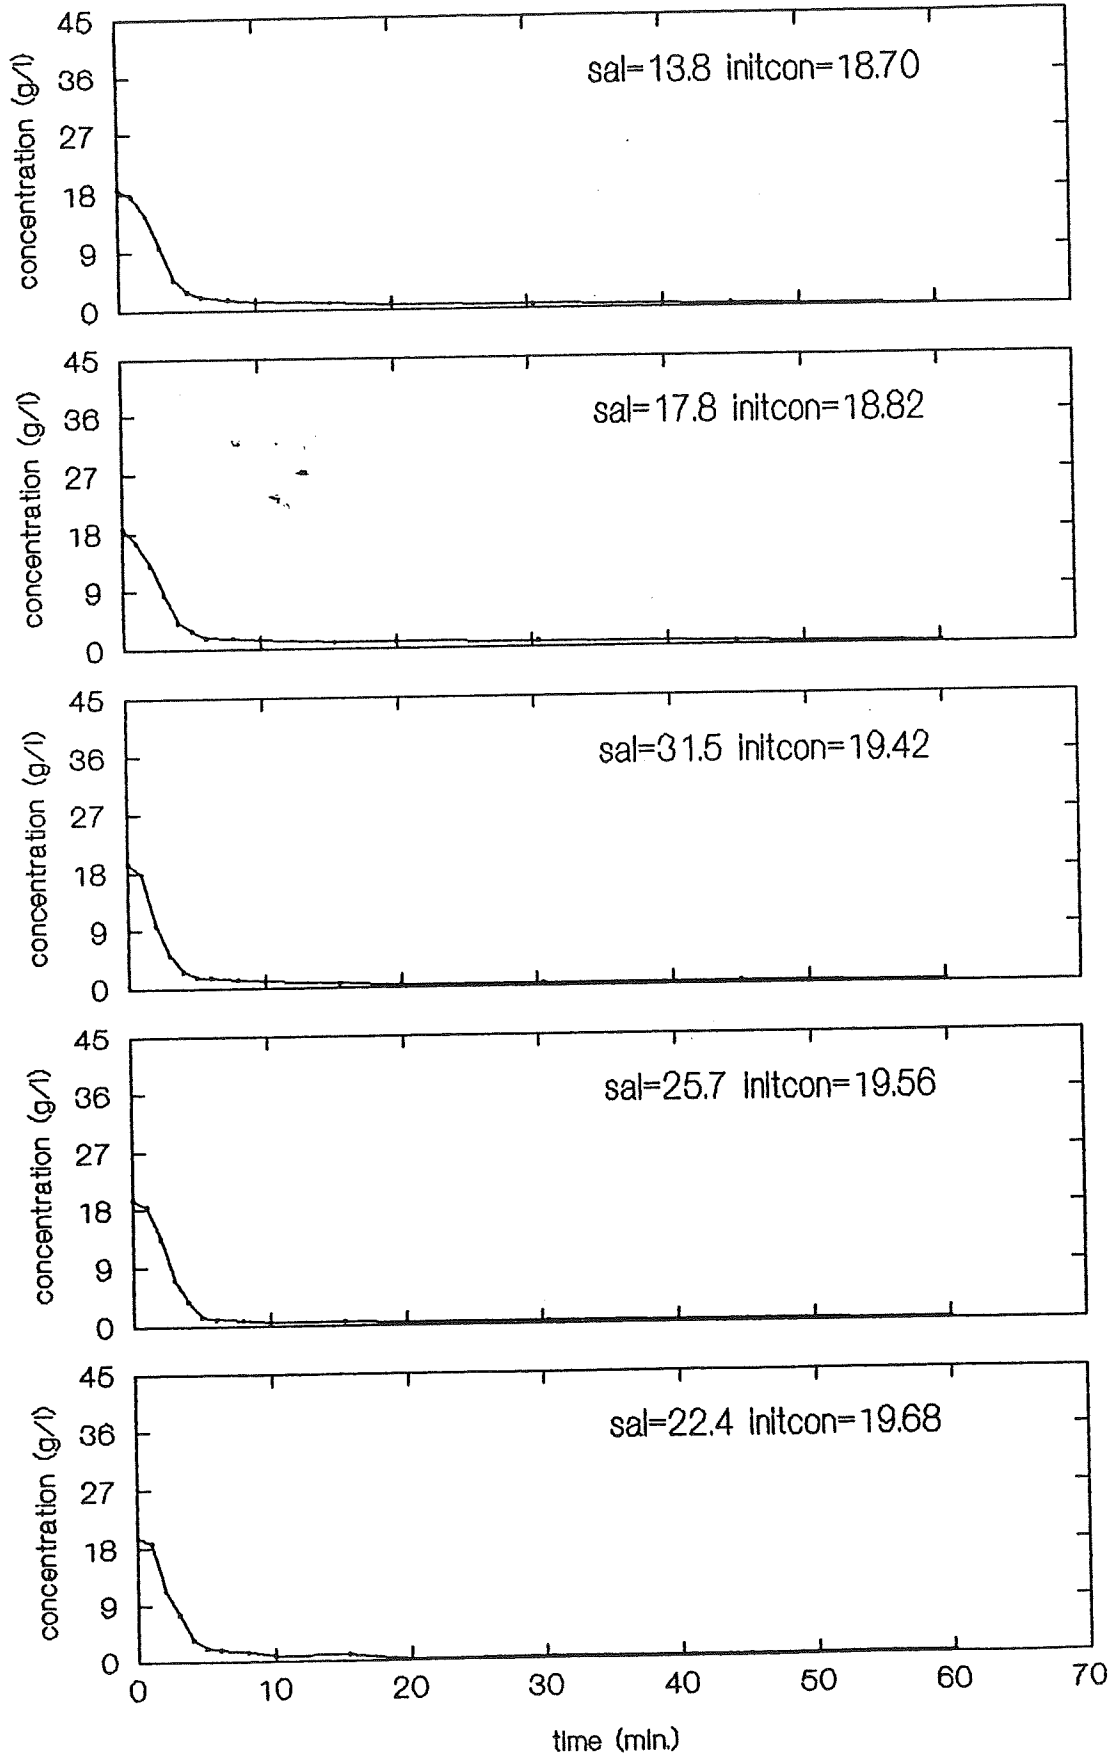 45
36
27
18
9
0
concentration (g/l)
sal=13.8 initcon=18.70
45
36
27
18
9
0
concentration (g/l)
sal=17.8 initcon=18.82
45
36
27
18
9
0
concentration (g/l)
sal=31.5 initcon=19.42
45
36
27
18
9
0
concentration (g/l)
sal=25.7 initcon=19.56
45
36
27
18
9
0
concentration (g/l)
sal=22.4 initcon=19.68
0 10 20 30 40 50 60 70
time (min.)